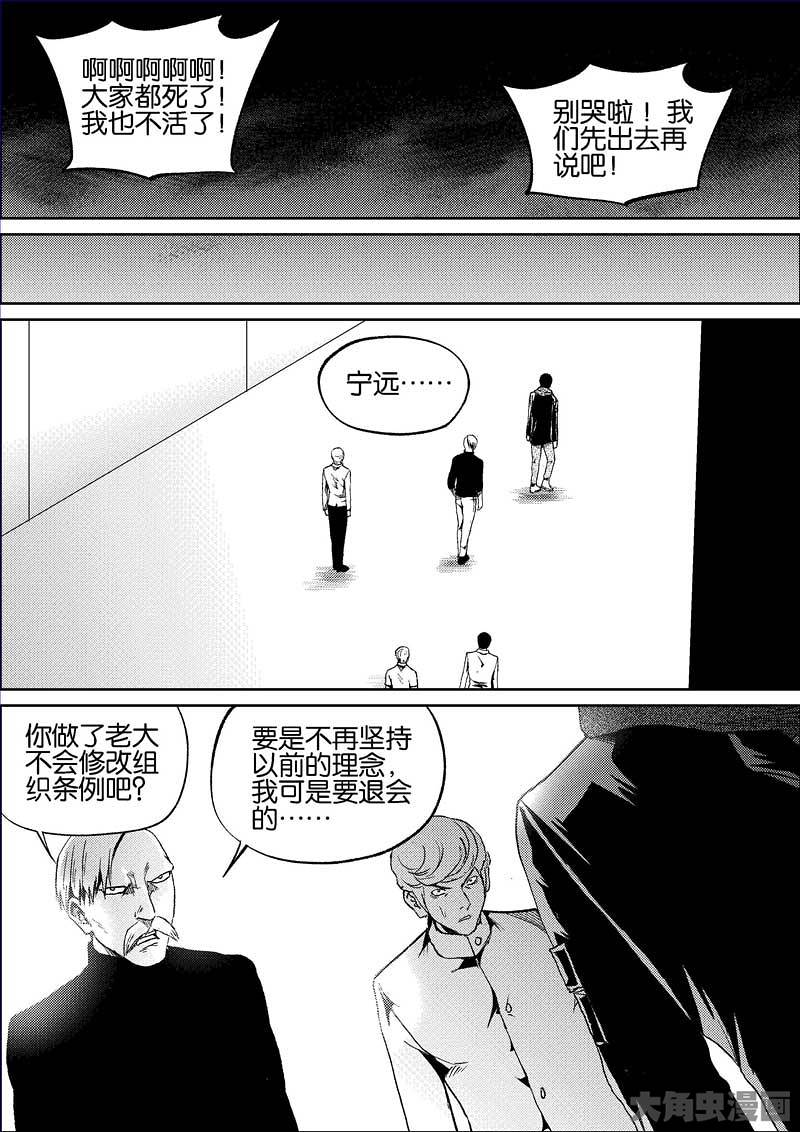 啊啊啊啊啊！
大家都死了！
我也不活了！
别哭啦！我
们先出去再
说吧！
宁远……
你做了老大
不会修改组
织条例吧？
要是不再坚持
以前的理念，
我可是要退会
的……
大角虫漫画